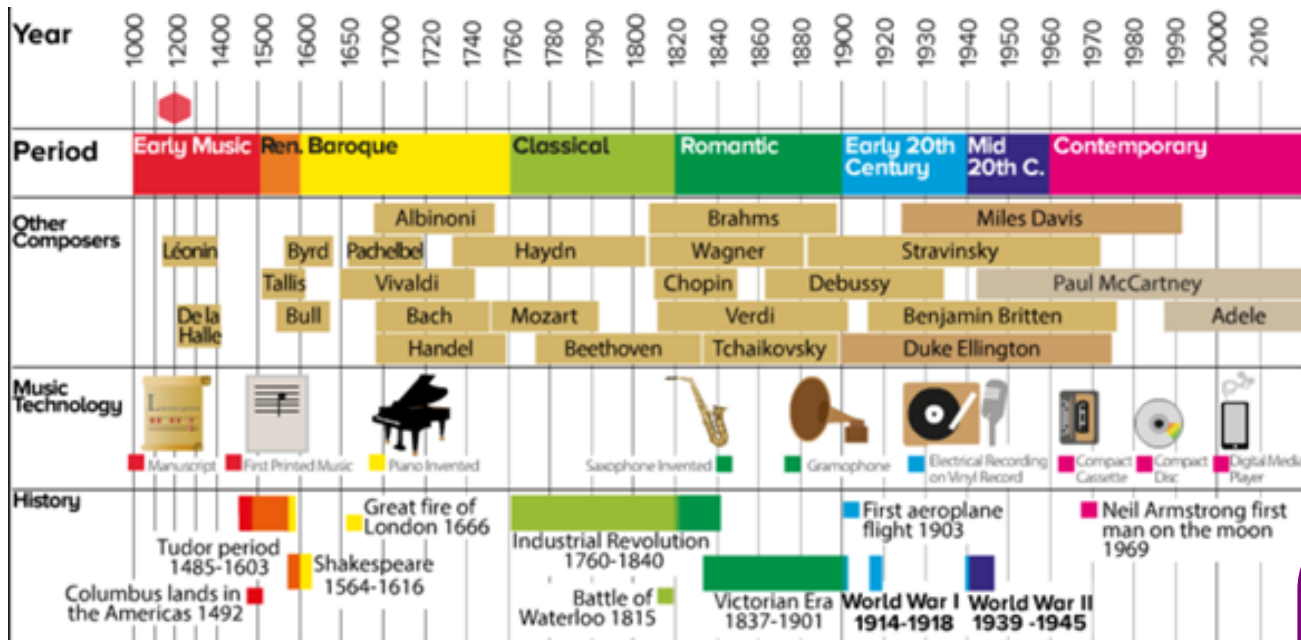 Year
1000
1200
1400
1500
1600
1650
1700
1720
1740
1760
1780
1790
1800
1820
1840
1860
1880
1900
1920
1930
1940
1950
1960
1970
1980
1990
2000
2010
Period
Early Music
Ren.
Baroque
Classical
Romantic
Early 20th
Century
Mid
20th C.
Contemporary
Other
Composers
Albinoni
Brahms
Miles Davis
Léonin
Byrd
Pachelbel
Haydn
Wagner
Stravinsky
Tallis
Vivaldi
Chopin
Debussy
Paul McCartney
De la
Halle
Bull
Bach
Mozart
Verdi
Benjamin Britten
Adele
Handel
Beethoven
Tchaikovsky
Duke Ellington
Music
Technology
Manuscript
First Printed Music
Piano Invented
Saxophone Invented
Gramophone
Electrical Recording
on Vinyl Record
Compact
Cassette
Compact
Disc
Digital Media
Player
History
Tudor period
1485-1603
Columbus lands in
the Americas 1492
Shakespeare
1564-1616
Great fire of
London 1666
Industrial Revolution
1760-1840
Battle of
Waterloo 1815
Victorian Era
1837-1901
First aeroplane
flight 1903
World War I
1914-1918
World War II
1939 -1945
Neil Armstrong first
man on the moon
1969